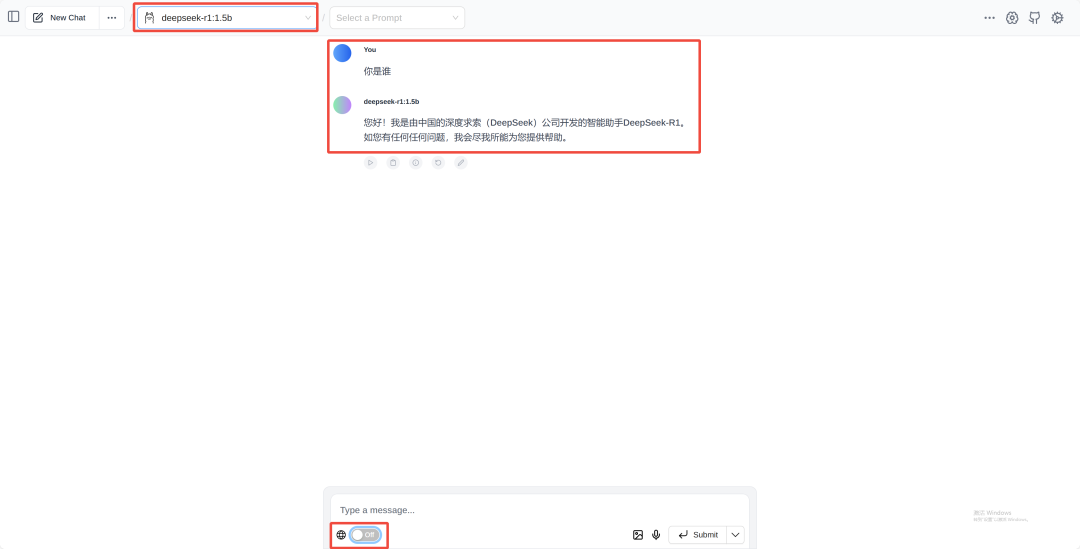 New Chat
deepseek-r1:1.5b
Select a Prompt
You
你是谁
deepseek-r1:1.5b
您好！我是由中国的深度求索（DeepSeek）公司开发的智能助手DeepSeek-R1。
如您有任何任何问题，我会尽我所能为您提供帮助。
Type a message...
Off
Submit
激活 Windows